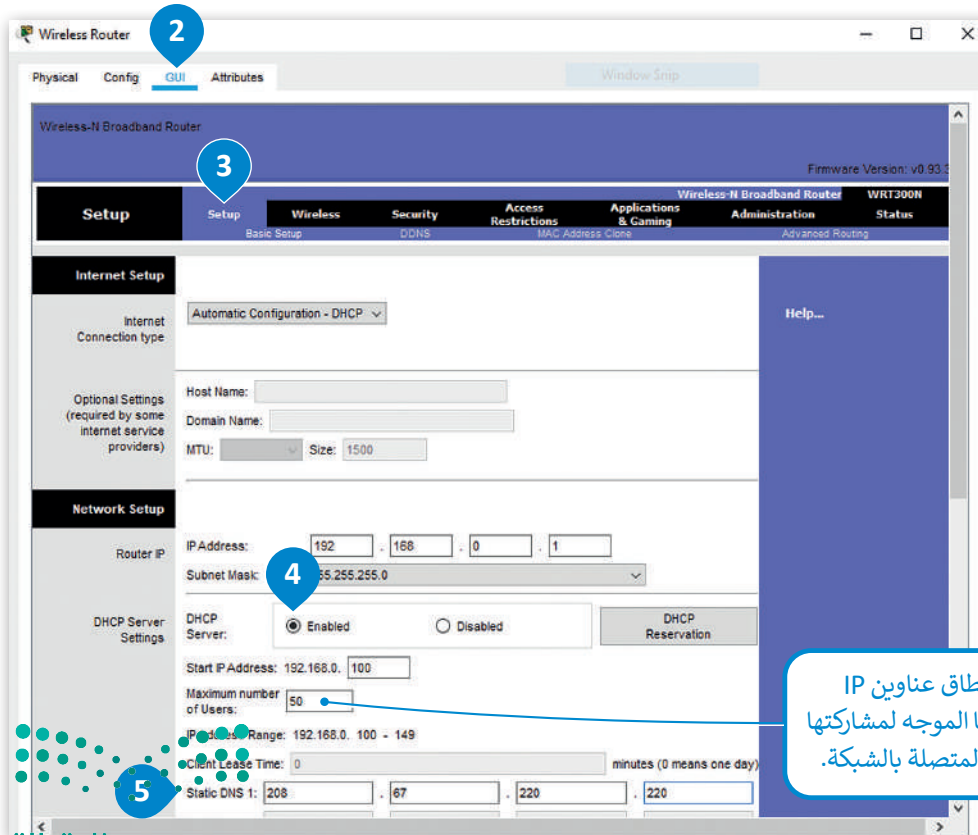 Wireless Router
2
Physical Config GUI Attributes
Window Snip
Wireless-N Broadband Router
3
Firmware Version: v0.93.3
Wireless-N Broadband Router WRT300N
Setup Setup Wireless Security Access Restrictions Applications & Gaming Administration Status
Basic Setup DDNS MAC Address Clone Advanced Routing
Internet Setup
Internet Connection type
Automatic Configuration - DHCP
Help...
Optional Settings (required by some internet service providers)
Host Name:
Domain Name:
MTU: Size: 1500
Network Setup
Router IP
IP Address: 192 . 168 . 0 . 1
Subnet Mask: 4 55.255.255.0
DHCP Server Settings
DHCP Server: Enabled Disabled DHCP Reservation
Start IP Address: 192.168.0. 100
Maximum number of Users: 50
Range: 192.168.0. 100 - 149
Client Lease Time: 0 minutes (0 means one day)
5 Static DNS 1: 208 . 67 . 220 . 220
طاق عناوين IP
ا الموجه لمشاركتها
لمتصلة بالشبكة.